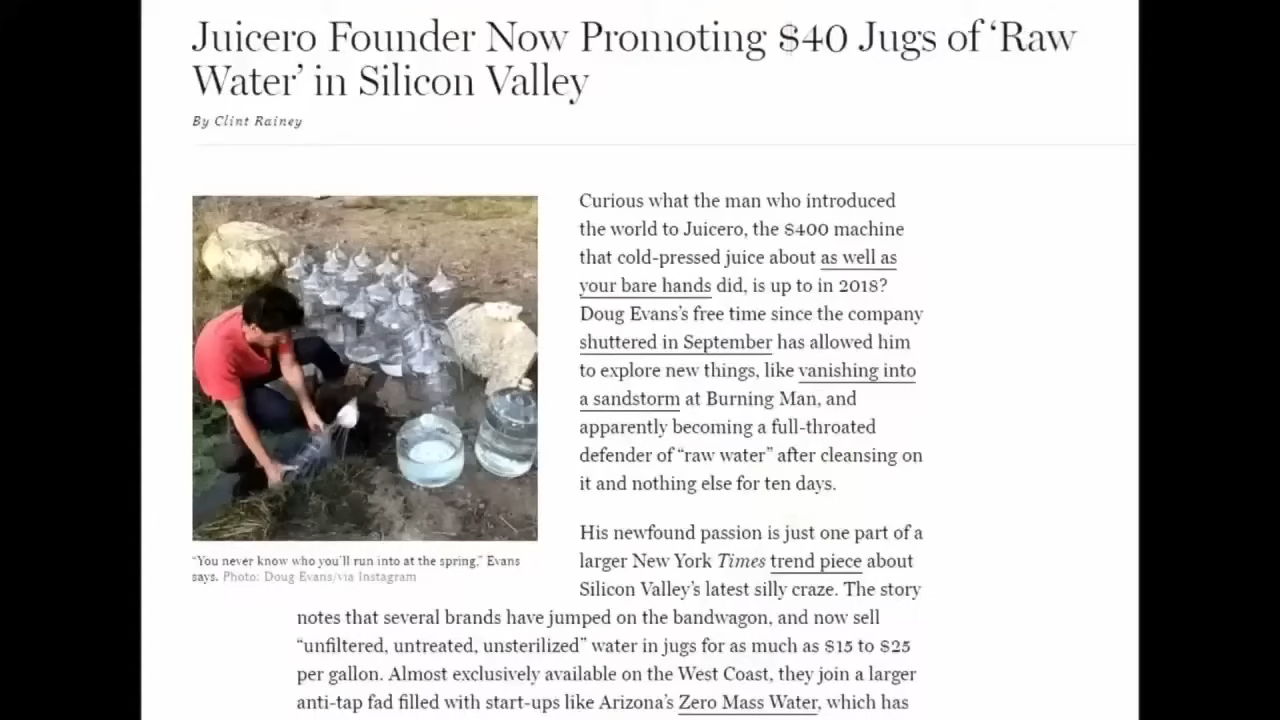 Juicero Founder Now Promoting $40 Jugs of ‘Raw
Water’ in Silicon Valley
By Clint Rainey
Curious what the man who introduced
the world to Juicero, the $400 machine
that cold-pressed juice about as well as
your bare hands did, is up to in 2018?
Doug Evans’s free time since the company
shuttered in September has allowed him
to explore new things, like vanishing into
a sandstorm at Burning Man, and
apparently becoming a full-throated
defender of “raw water” after cleansing on
it and nothing else for ten days.
“You never know who you’ll run into at the spring,” Evans
says. Photo: Doug Evans/via Instagram
His newfound passion is just one part of a
larger New York Times trend piece about
Silicon Valley’s latest silly craze. The story
notes that several brands have jumped on the bandwagon, and now sell
“unfiltered, untreated, unsterilized” water in jugs for as much as $15 to $25
per gallon. Almost exclusively available on the West Coast, they join a larger
anti-tap fad filled with start-ups like Arizona’s Zero Mass Water, which has